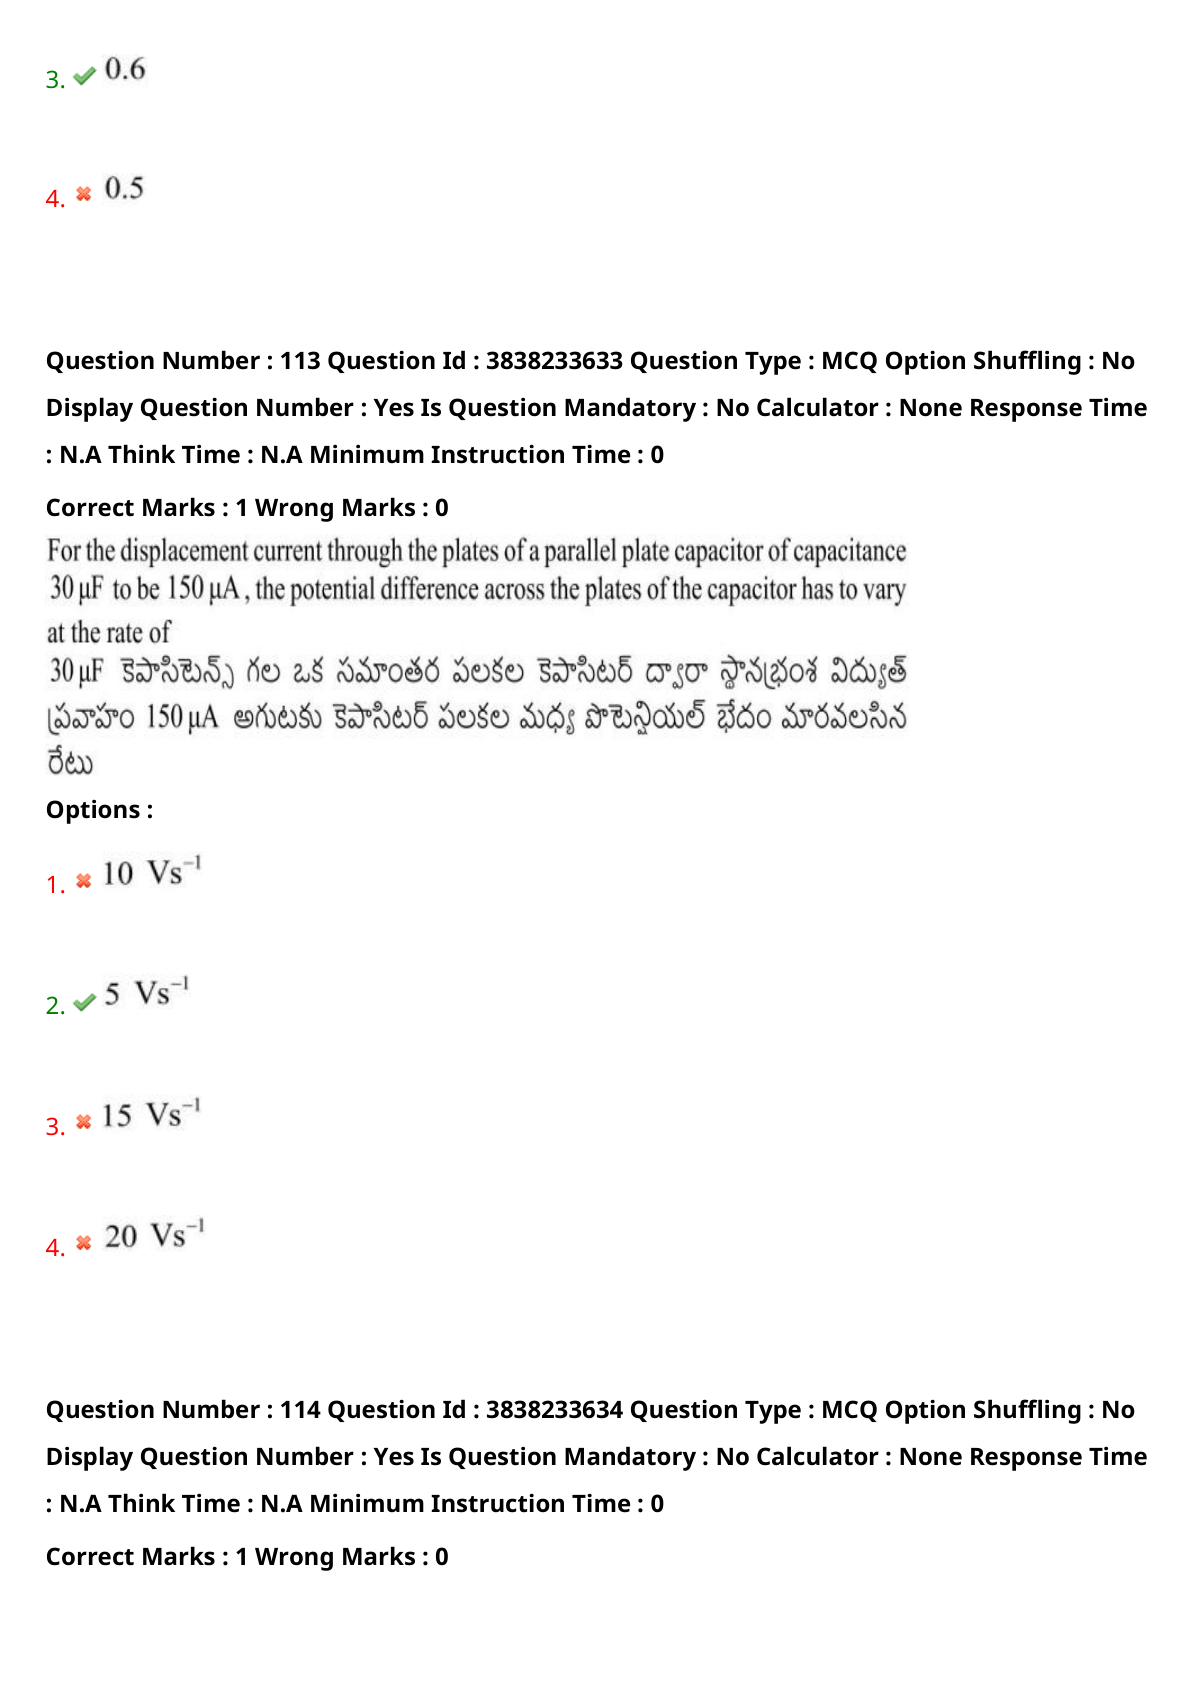 3. 0.6
4. 0.5
Question Number : 113 Question Id : 3838233633 Question Type : MCQ Option Shuffling : No
Display Question Number : Yes Is Question Mandatory : No Calculator : None Response Time
: N.A Think Time : N.A Minimum Instruction Time : 0
Correct Marks : 1 Wrong Marks : 0
For the displacement current through the plates of a parallel plate capacitor of capacitance
30 μF to be 150 μA , the potential difference across the plates of the capacitor has to vary
at the rate of
30 μF కెపాసిటెన్స్ గల ఒక సమాంతర పలకల కెపాసిటర్ ద్వారా స్థానభ్రంశ విద్యుత్
ప్రవాహం 150 μA అగుటకు కెపాసిటర్ పలకల మధ్య పొటెన్షియల్ భేదం మారవలసిన
రేటు
Options :
1. 10 Vs⁻¹
2. 5 Vs⁻¹
3. 15 Vs⁻¹
4. 20 Vs⁻¹
Question Number : 114 Question Id : 3838233634 Question Type : MCQ Option Shuffling : No
Display Question Number : Yes Is Question Mandatory : No Calculator : None Response Time
: N.A Think Time : N.A Minimum Instruction Time : 0
Correct Marks : 1 Wrong Marks : 0